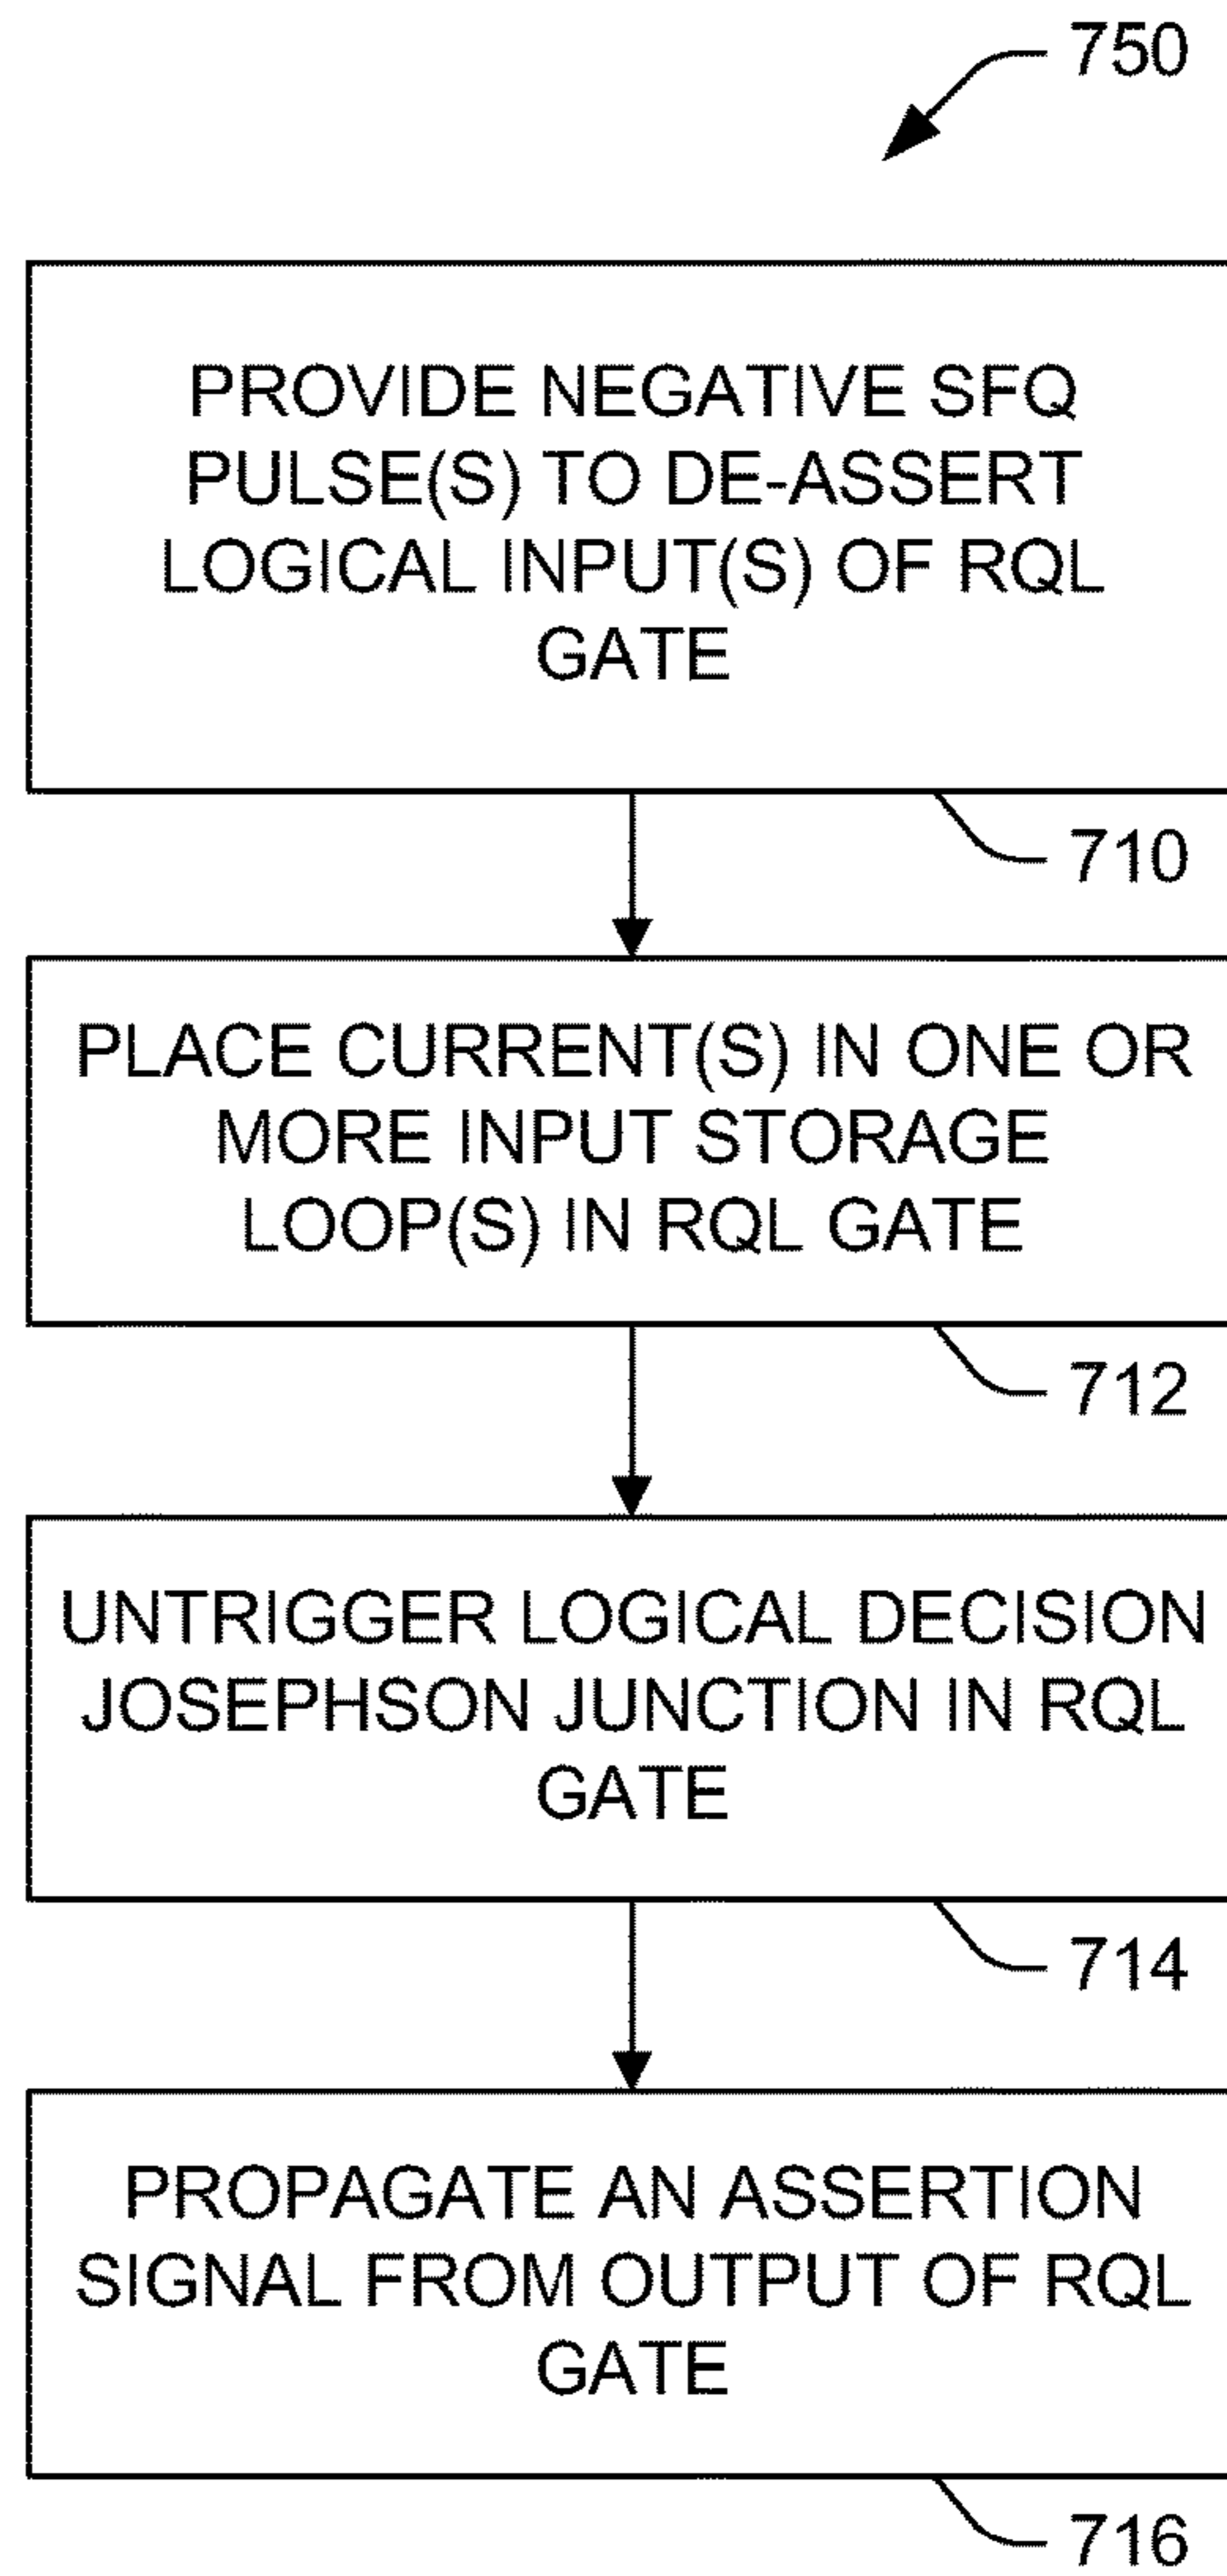 750
PROVIDE NEGATIVE SFQ
PULSE(S) TO DE-ASSERT
LOGICAL INPUT(S) OF RQL
GATE
710
PLACE CURRENT(S) IN ONE OR
MORE INPUT STORAGE
LOOP(S) IN RQL GATE
712
UNTRIGGER LOGICAL DECISION
JOSEPHSON JUNCTION IN RQL
GATE
714
PROPAGATE AN ASSERTION
SIGNAL FROM OUTPUT OF RQL
GATE
716